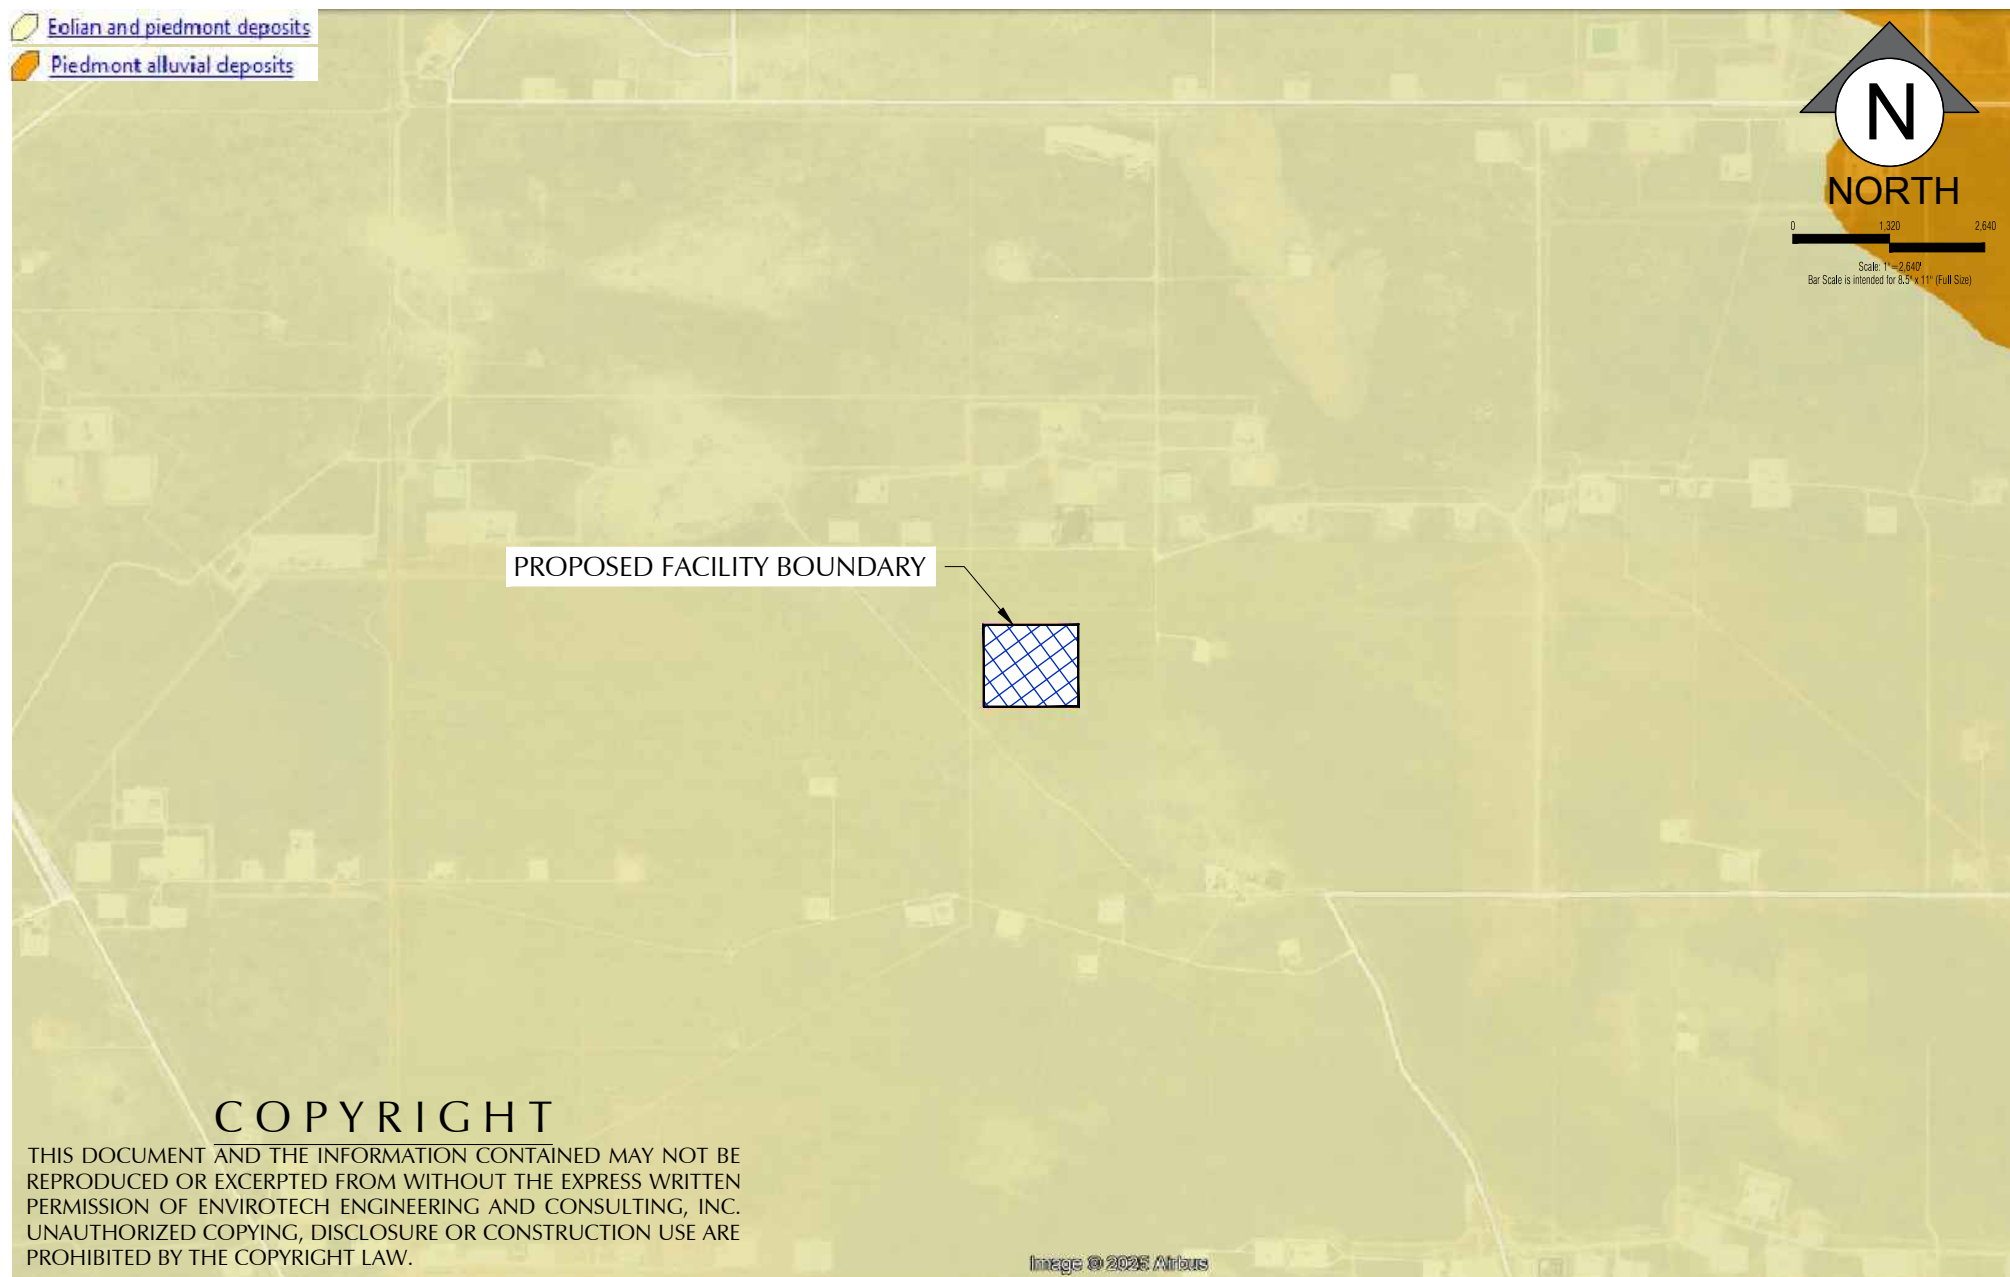 Eolian and piedmont deposits
Piedmont alluvial deposits
N
NORTH
0 1,320 2,640
Scale: 1"=2,640'
Bar Scale is intended for 8.5" x 11" (Full Size)
PROPOSED FACILITY BOUNDARY
COPYRIGHT
THIS DOCUMENT AND THE INFORMATION CONTAINED MAY NOT BE
REPRODUCED OR EXCERPTED FROM WITHOUT THE EXPRESS WRITTEN
PERMISSION OF ENVIROTECH ENGINEERING AND CONSULTING, INC.
UNAUTHORIZED COPYING, DISCLOSURE OR CONSTRUCTION USE ARE
PROHIBITED BY THE COPYRIGHT LAW.
Image © 2025 Airbus